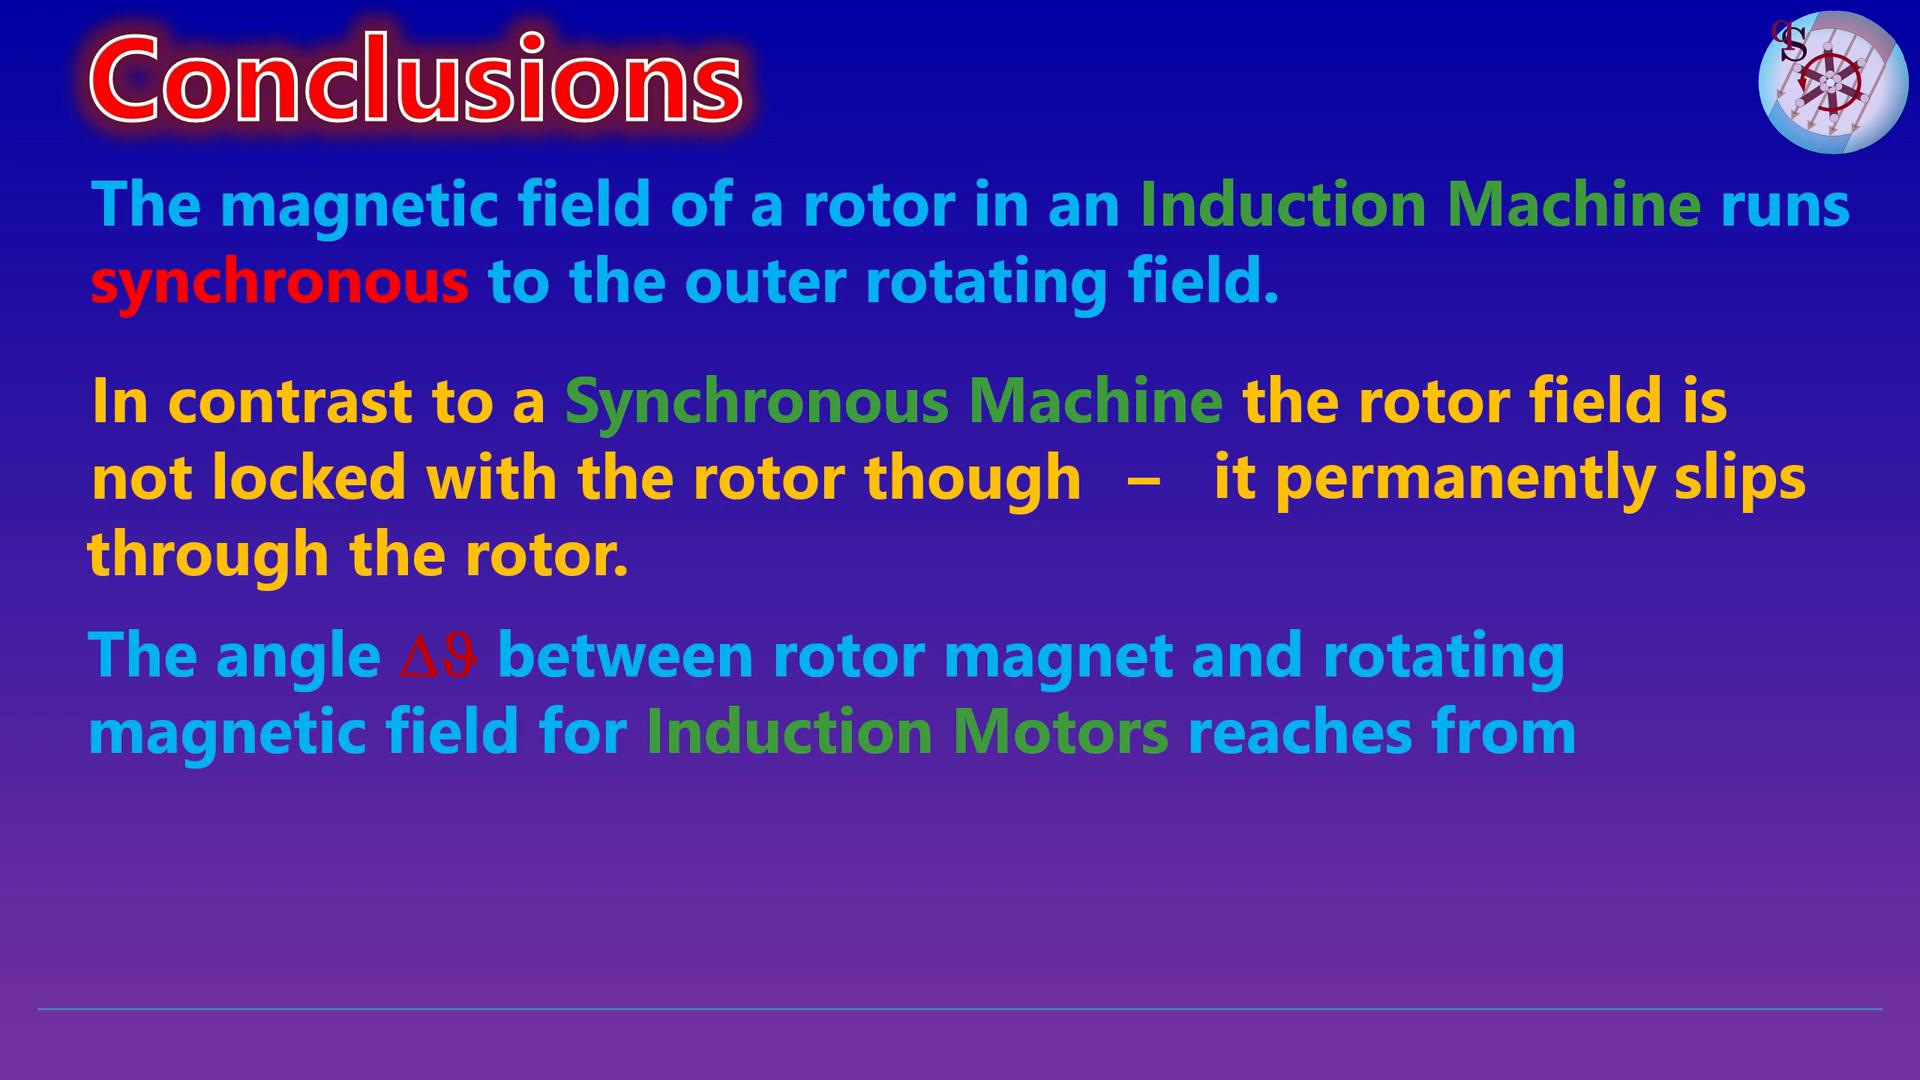 Conclusions
The magnetic field of a rotor in an Induction Machine runs
synchronous to the outer rotating field.
In contrast to a Synchronous Machine the rotor field is
not locked with the rotor though – it permanently slips
through the rotor.
The angle Δϑ between rotor magnet and rotating
magnetic field for Induction Motors reaches from